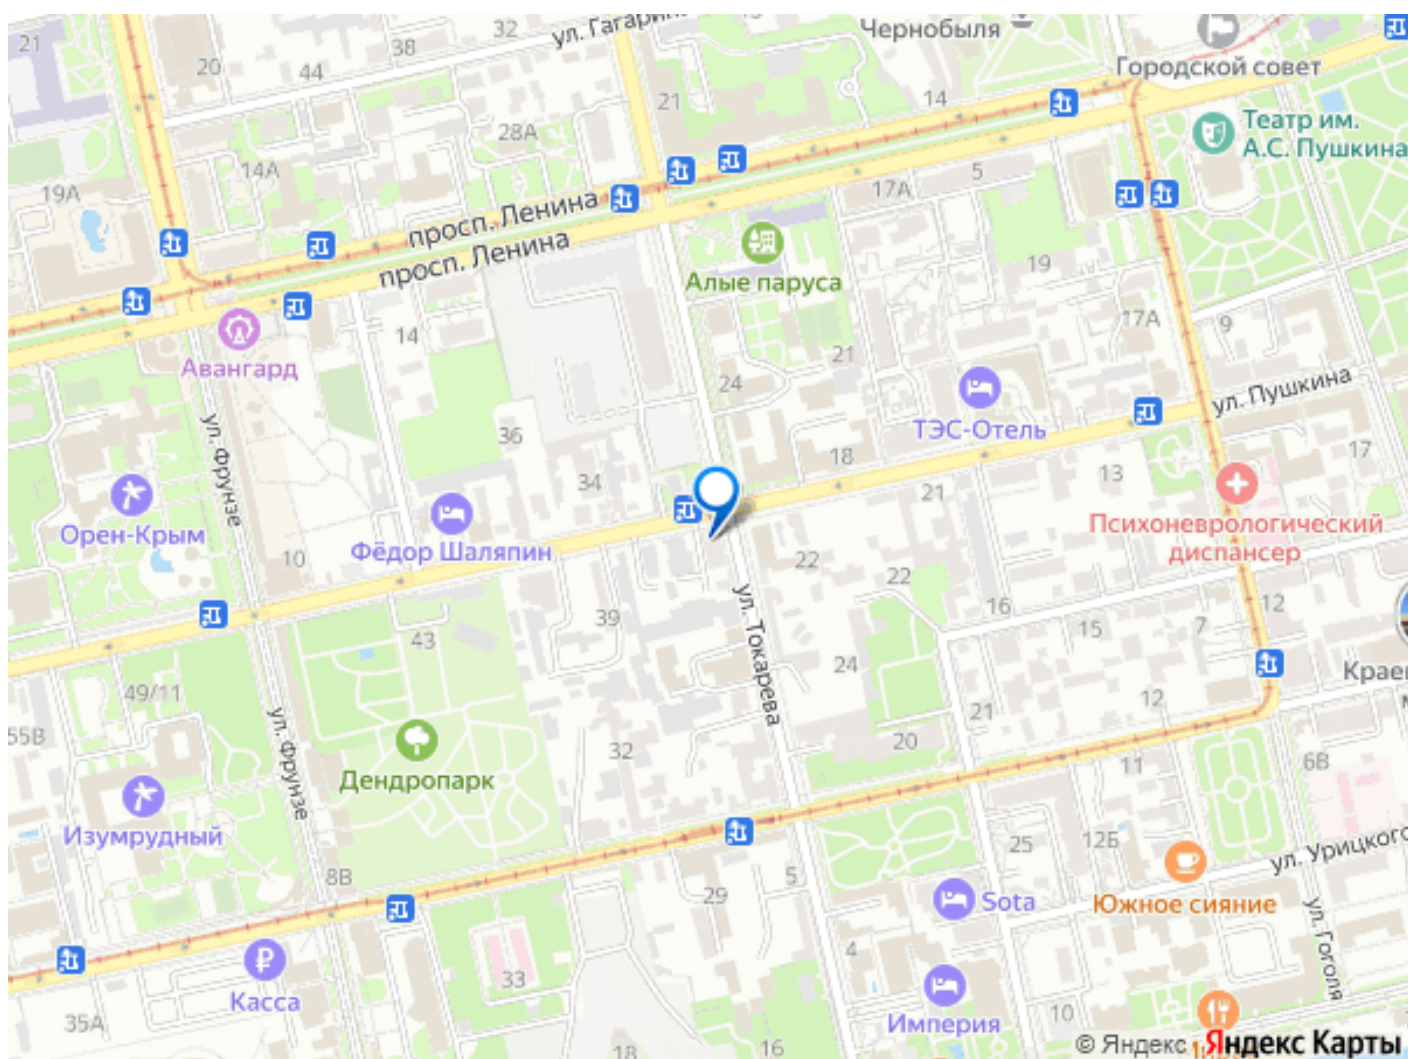 21
32
ул. Гагарин
Чернобыля
38
20
44
Городской совет
14
21
28А
Театр им.
А.С. Пушкина
14А
19А
5
17А
просп. Ленина
просп. Ленина
Алые паруса
19
17А
9
14
21
Авангард
24
ул. Пушкина
36
ТЭС-Отель
ул. Фрунзе
18
17
34
13
21
Орен-Крым
Фёдор Шаляпин
Психоневрологический
диспансер
10
22
22
39
16
12
15
7
43
ул. Токарева
24
Крае
49/11
12
21
55В
ул. Фрунзе
32
20
11
6В
Дендропарк
Изумрудный
25
12Б
ул. Урицкого
8В
5
29
Sota
Южное сияние
ул. Гоголя
4
33
Касса
Империя
35А
10
18
16
© Яндекс Яндекс Карты